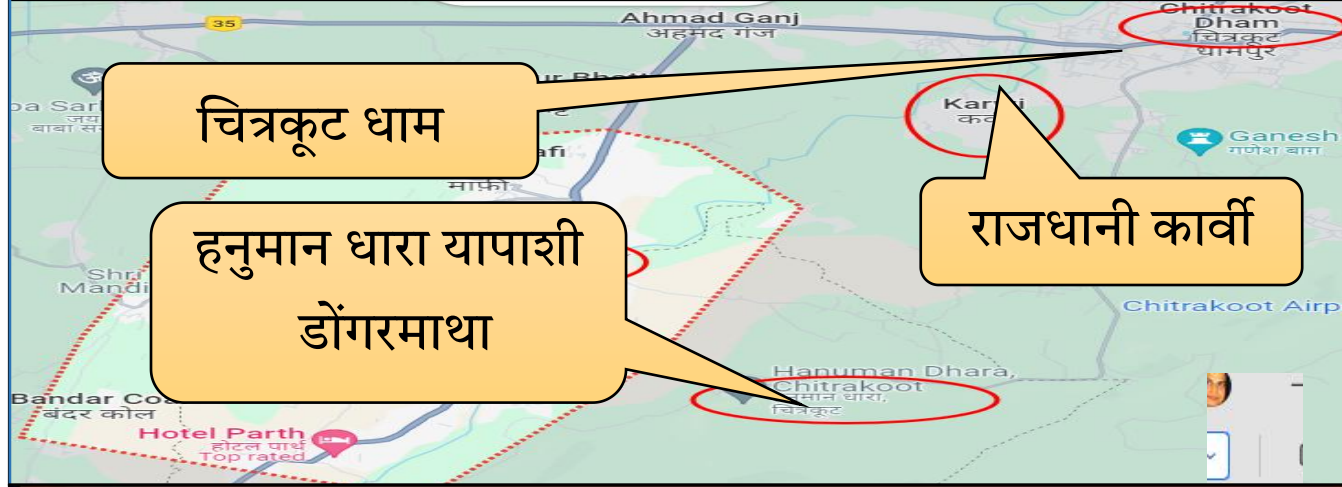 35
Ahmad Ganj
अहमद गंज
Chitrakoot
Dham
चित्रकूट
धामपुर
चित्रकूट धाम
Ganesh
गणेश बाग
माफ़ी
राजधानी कार्वी
हनुमान धारा यापाशी
डोंगरमाथा
Shri
Chitrakoot Airp
Hanuman Dhara,
Chitrakoot
चित्रकूट
Bandar
बंदर कोल
Hotel Parth
होटल पार्थ
Top rated